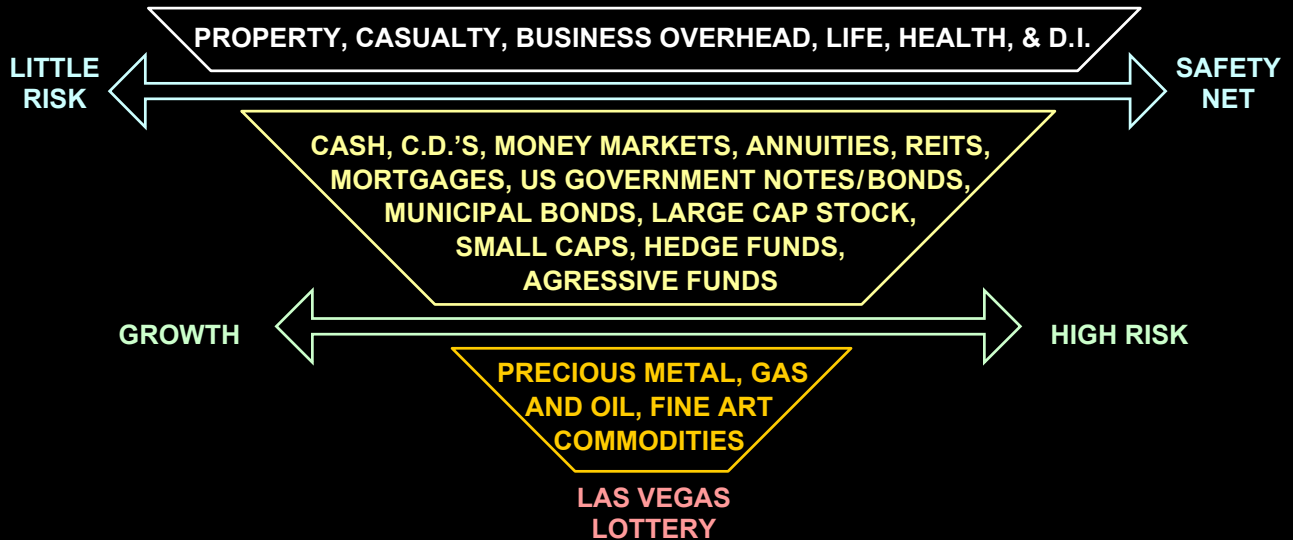 PROPERTY, CASUALTY, BUSINESS OVERHEAD, LIFE, HEALTH, & D.I.
LITTLE
RISK
SAFETY
NET
CASH, C.D.’S, MONEY MARKETS, ANNUITIES, REITS,
MORTGAGES, US GOVERNMENT NOTES/BONDS,
MUNICIPAL BONDS, LARGE CAP STOCK,
SMALL CAPS, HEDGE FUNDS,
AGRESSIVE FUNDS
GROWTH
HIGH RISK
PRECIOUS METAL, GAS
AND OIL, FINE ART
COMMODITIES
LAS VEGAS
LOTTERY